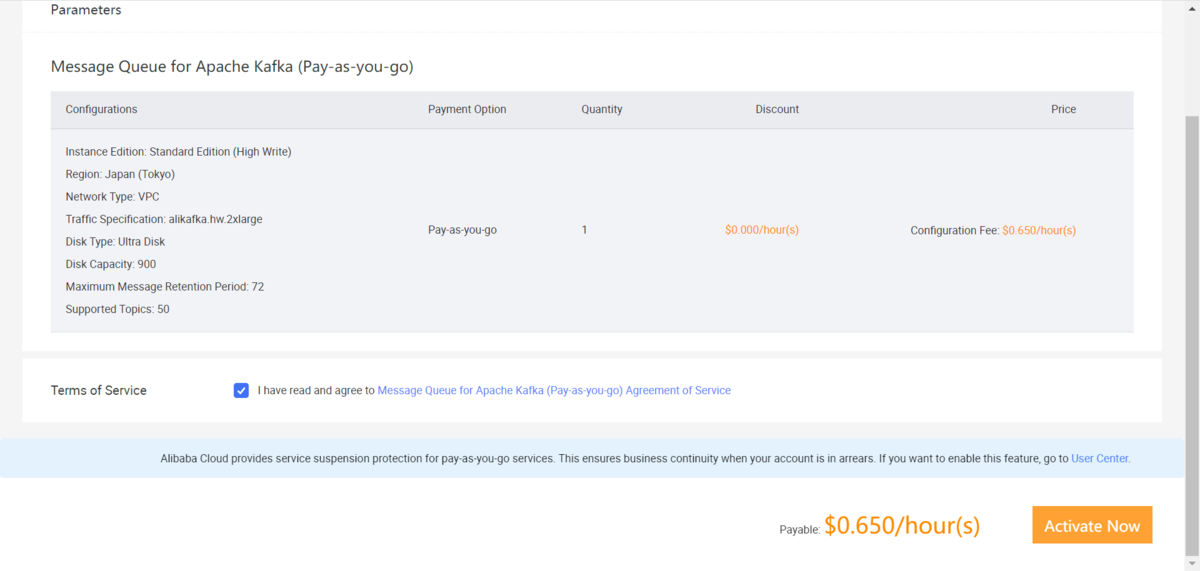 Parameters
Message Queue for Apache Kafka (Pay-as-you-go)
Configurations Payment Option Quantity Discount Price
Instance Edition: Standard Edition (High Write)
Region: Japan (Tokyo)
Network Type: VPC
Traffic Specification: alikafka.hw.2xlarge
Disk Type: Ultra Disk
Disk Capacity: 900
Maximum Message Retention Period: 72
Supported Topics: 50
Pay-as-you-go 1 $0.000/hour(s) Configuration Fee: $0.650/hour(s)
Terms of Service I have read and agree to Message Queue for Apache Kafka (Pay-as-you-go) Agreement of Service
Alibaba Cloud provides service suspension protection for pay-as-you-go services. This ensures business continuity when your account is in arrears. If you want to enable this feature, go to User Center.
Payable: $0.650/hour(s) Activate Now